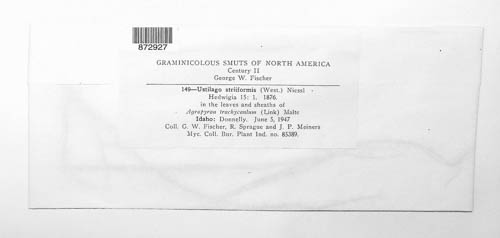 872927
GRAMINICOLOUS SMUTS OF NORTH AMERICA
Century II
George W. Fischer
149—Ustilago striiformis (West.) Niessl
Hedwigia 15: 1. 1876.
in the leaves and sheaths of
Agropyron trachycaulum (Link) Malte
Idaho: Donnelly. June 5, 1947
Coll. G. W. Fischer, R. Sprague and J. P. Meiners
Myc. Coll. Bur. Plant Ind. no. 85389.